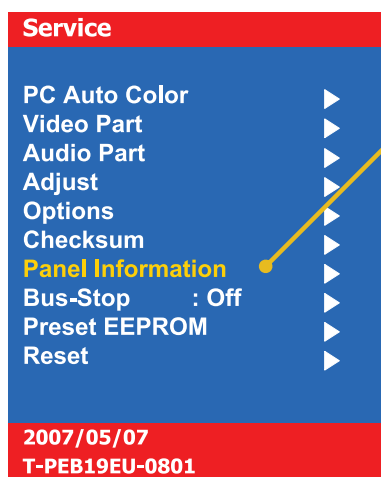 Service
PC Auto Color
Video Part
Audio Part
Adjust
Options
Checksum
Panel Information
Bus-Stop : Off
Preset EEPROM
Reset
2007/05/07
T-PEB19EU-0801